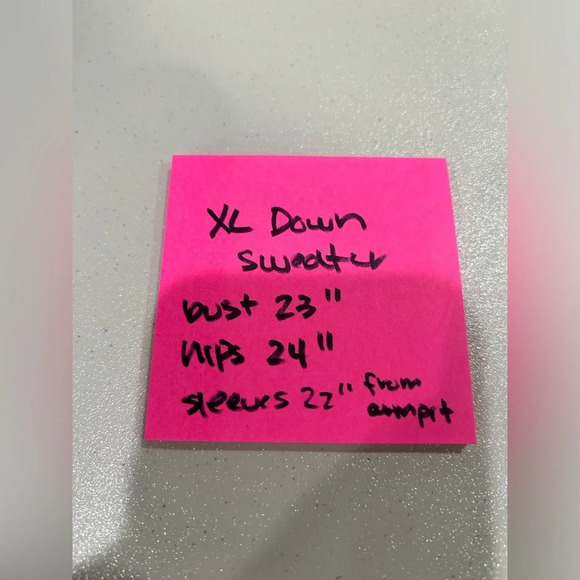 XL Down
sweater
bust 23"
hips 24"
sleeves 22" from
armpit